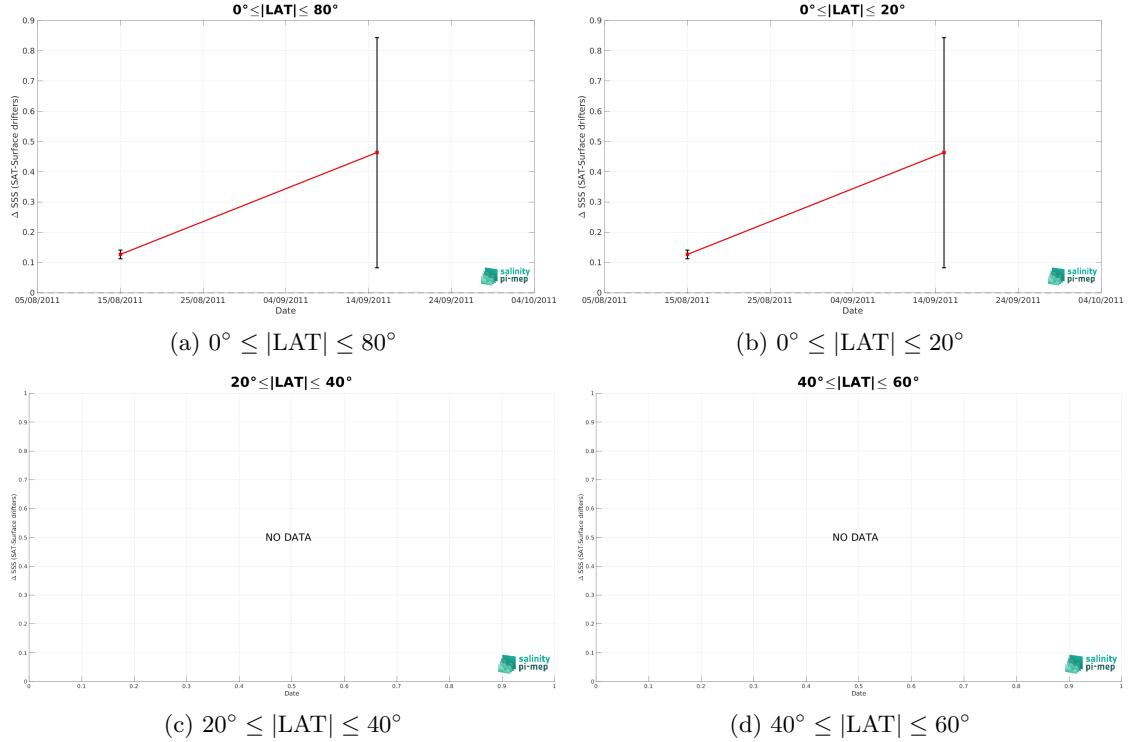 0°≤|LAT|≤ 80°
0.9
0.8
0.7
0.6
0.5
0.4
0.3
0.2
0.1
0
Δ SSS (SAT-Surface drifters)
05/08/2011 15/08/2011 25/08/2011 04/09/2011 14/09/2011 24/09/2011 04/10/2011
Date
salinity
pi-mep
(a) 0° ≤ |LAT| ≤ 80°
0°≤|LAT|≤ 20°
0.9
0.8
0.7
0.6
0.5
0.4
0.3
0.2
0.1
0
Δ SSS (SAT-Surface drifters)
05/08/2011 15/08/2011 25/08/2011 04/09/2011 14/09/2011 24/09/2011 04/10/2011
Date
salinity
pi-mep
(b) 0° ≤ |LAT| ≤ 20°
20°≤|LAT|≤ 40°
1
0.9
0.8
0.7
0.6
0.5
0.4
0.3
0.2
0.1
0
Δ SSS (SAT-Surface drifters)
NO DATA
0 0.1 0.2 0.3 0.4 0.5 0.6 0.7 0.8 0.9 1
Date
salinity
pi-mep
(c) 20° ≤ |LAT| ≤ 40°
40°≤|LAT|≤ 60°
1
0.9
0.8
0.7
0.6
0.5
0.4
0.3
0.2
0.1
0
Δ SSS (SAT-Surface drifters)
NO DATA
0 0.1 0.2 0.3 0.4 0.5 0.6 0.7 0.8 0.9 1
Date
salinity
pi-mep
(d) 40° ≤ |LAT| ≤ 60°